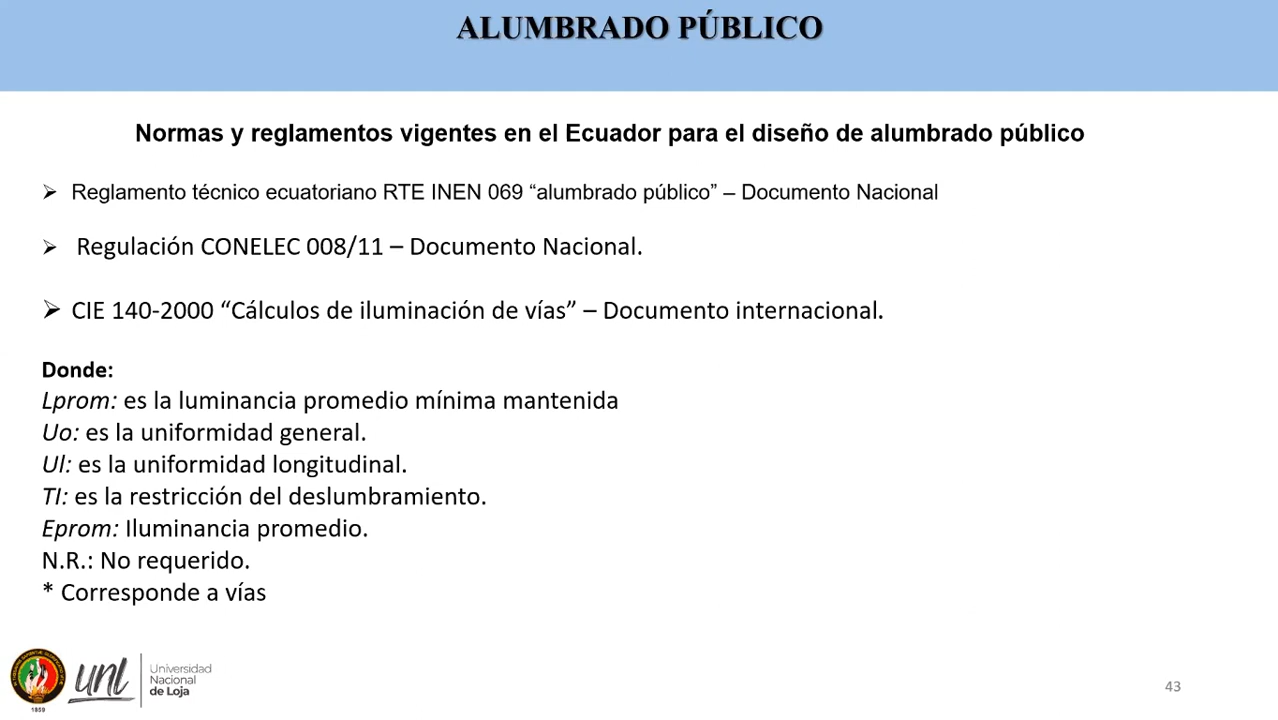 ALUMBRADO PÚBLICO
Normas y reglamentos vigentes en el Ecuador para el diseño de alumbrado público
➢ Reglamento técnico ecuatoriano RTE INEN 069 “alumbrado público” – Documento Nacional
➢ Regulación CONELEC 008/11 – Documento Nacional.
➢ CIE 140-2000 “Cálculos de iluminación de vías” – Documento internacional.
Donde:
Lprom: es la luminancia promedio mínima mantenida
Uo: es la uniformidad general.
Ul: es la uniformidad longitudinal.
TI: es la restricción del deslumbramiento.
Eprom: Iluminancia promedio.
N.R.: No requerido.
* Corresponde a vías
unl
Universidad
Nacional
de Loja
1859
43